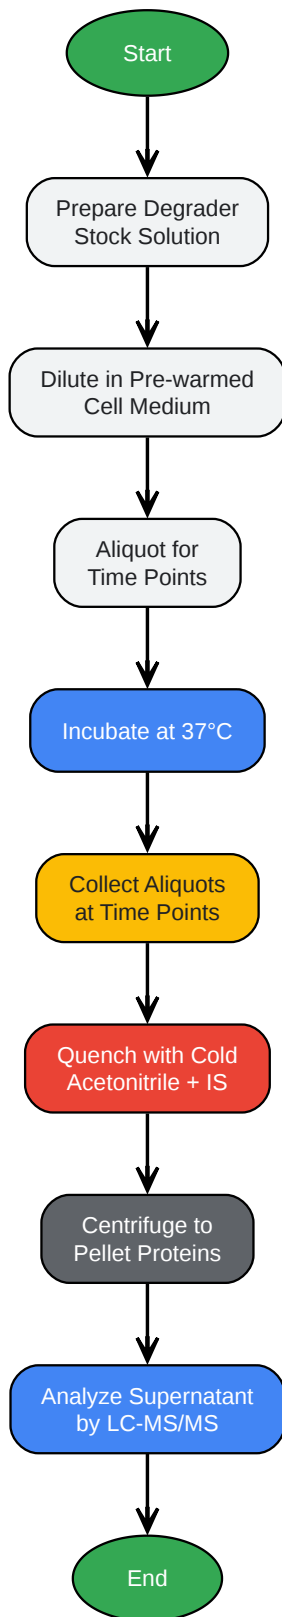 Start
Prepare Degrader
Stock Solution
Dilute in Pre-warmed
Cell Medium
Aliquot for
Time Points
Incubate at 37°C
Collect Aliquots
at Time Points
Quench with Cold
Acetonitrile + IS
Centrifuge to
Pellet Proteins
Analyze Supernatant
by LC-MS/MS
End